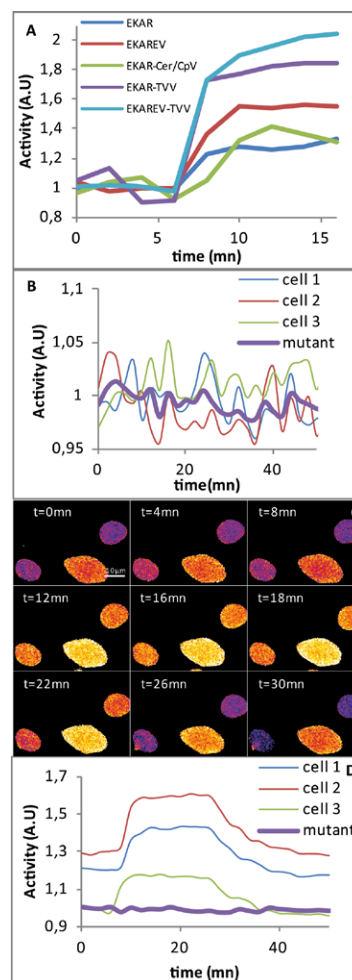 A
EKAR
EKAREV
EKAR-Cer/CpV
EKAR-TVV
EKAREV-TVV
Activity (A.U)
2
1,8
1,6
1,4
1,2
1
0,8
0 5 10 15
time (mn)
B
cell 1
cell 2
cell 3
mutant
Activity (A.U)
1,1
1,05
1
0,95
0 20 40
time(mn)
t=0mn t=4mn t=8mn
10µm
t=12mn t=16mn t=18mn
t=22mn t=26mn t=30mn
D
cell 1
cell 2
cell 3
mutant
Activity (A.U)
1,7
1,5
1,3
1,1
0,9
0 20 40
time (mn)